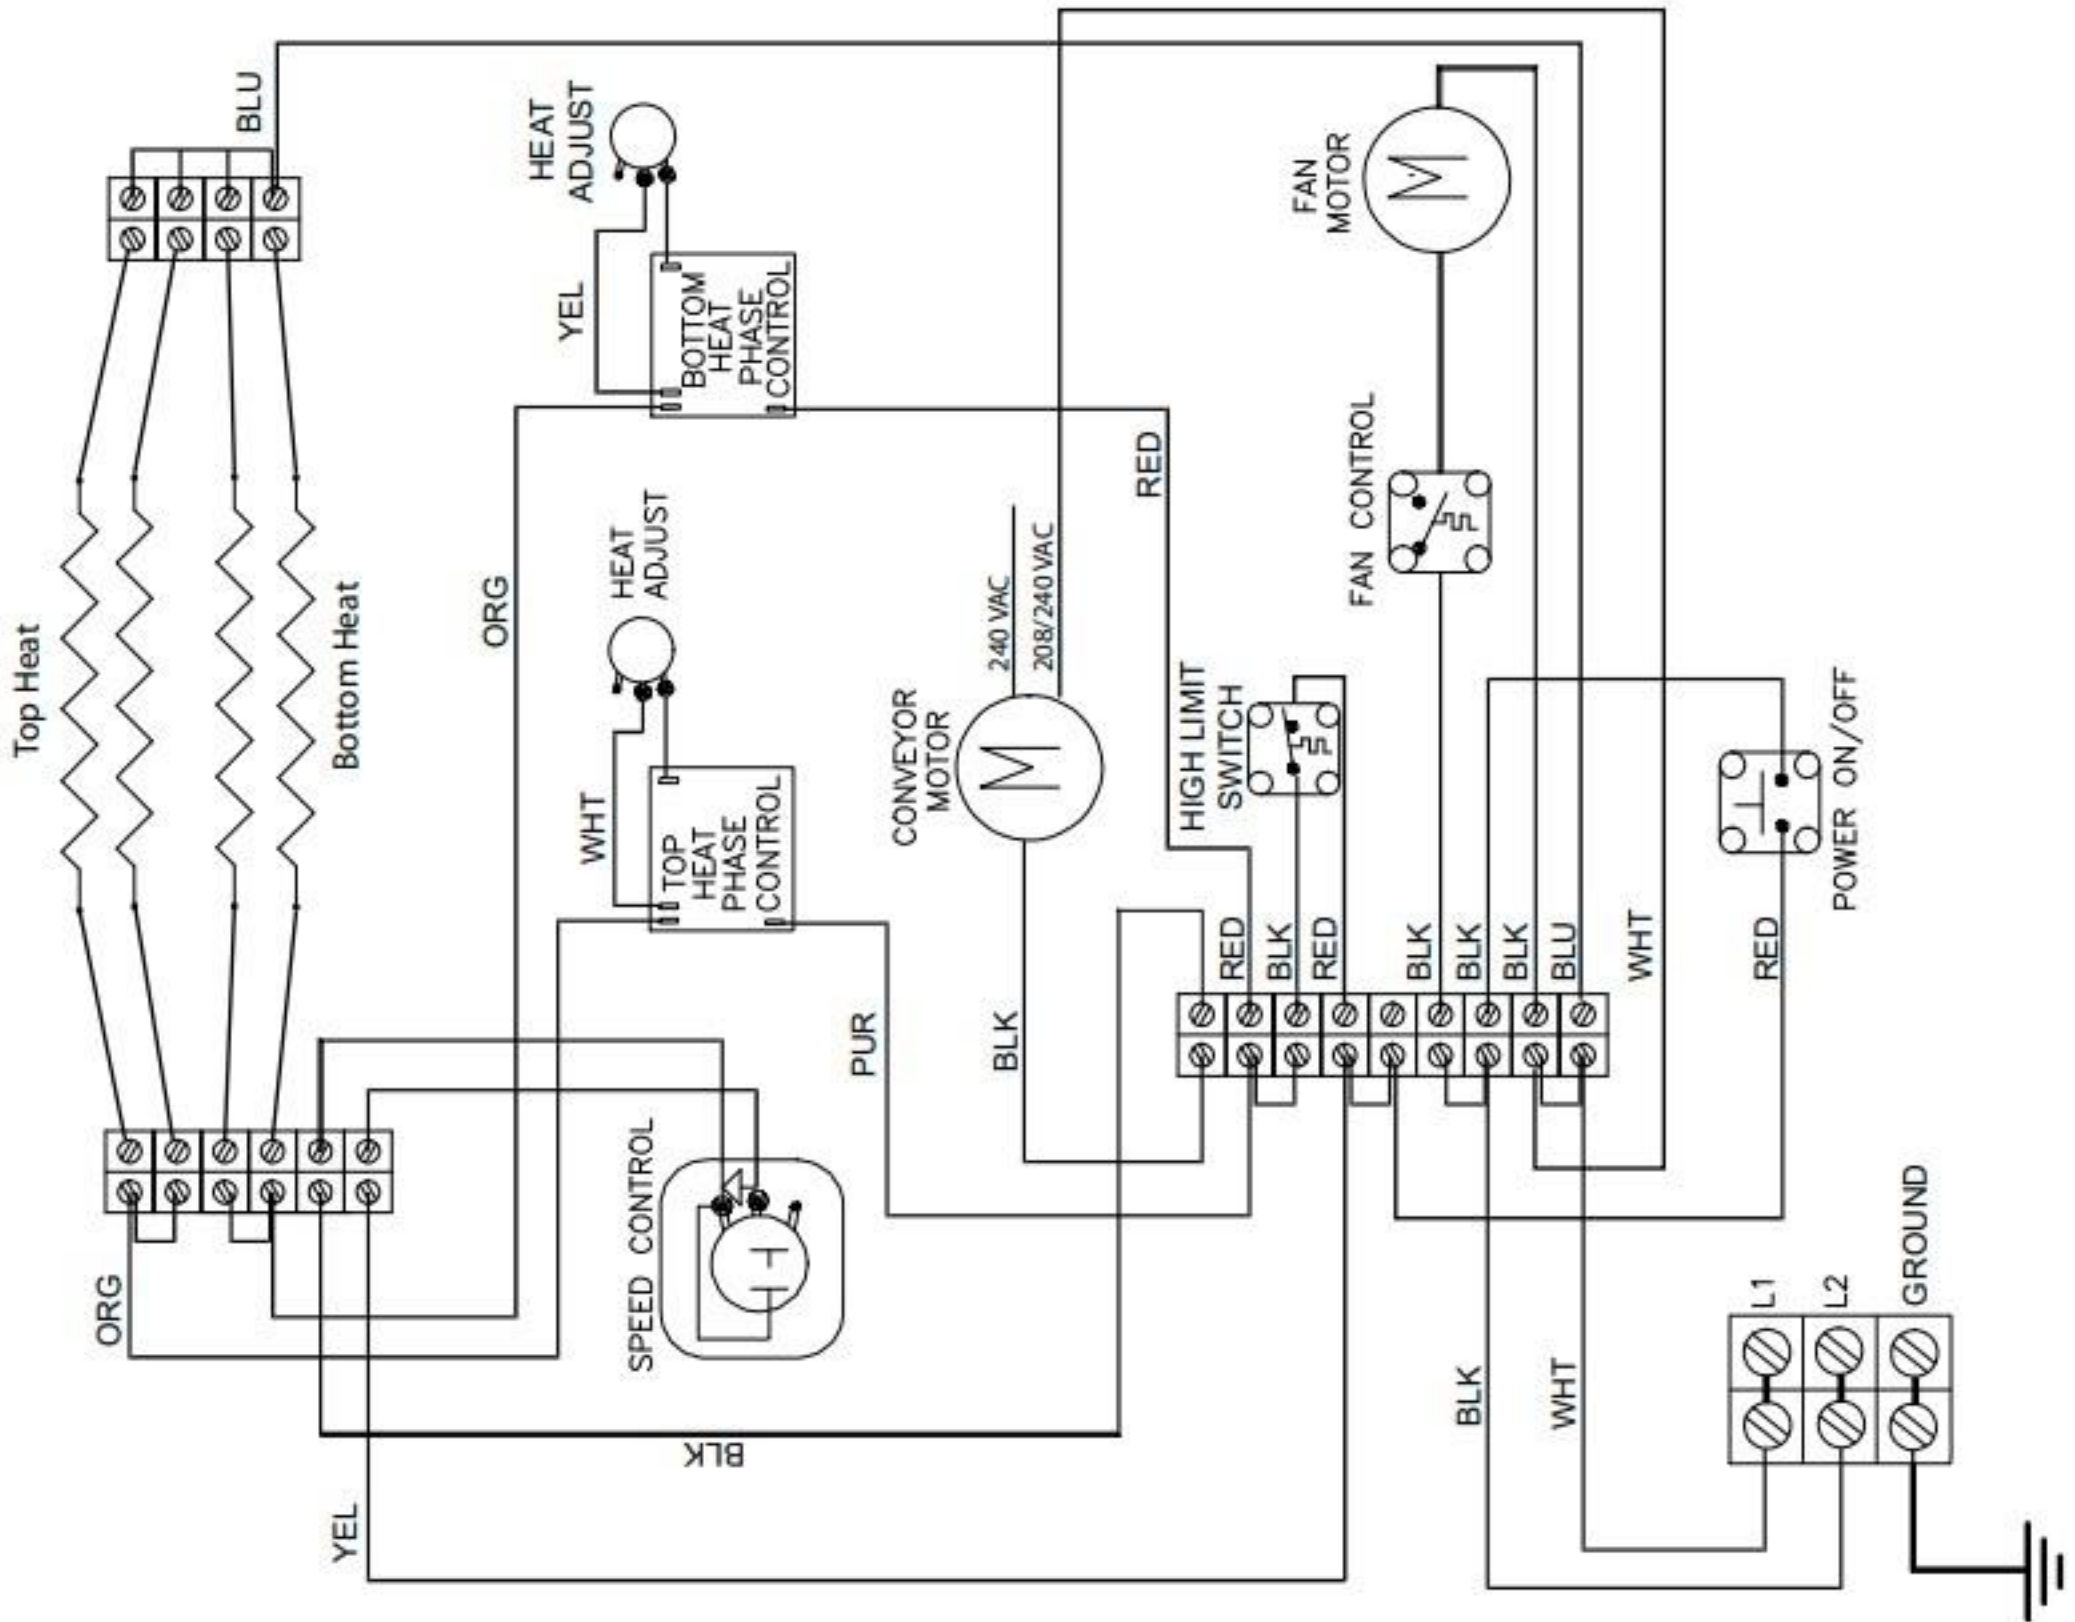 BLU
HEAT
ADJUST
YEL
BOTTOM
HEAT
PHASE
CONTROL
FAN
MOTOR
M
Top Heat
Bottom Heat
ORG
HEAT
ADJUST
WHT
TOP
HEAT
PHASE
CONTROL
240 VAC
208/240 VAC
CONVEYOR
MOTOR
M
RED
HIGH LIMIT
SWITCH
FAN CONTROL
POWER ON/OFF
RED
BLK
RED
BLK
BLK
BLK
BLU
WHT
RED
PUR
BLK
SPEED CONTROL
ORG
BLK
YEL
BLK
WHT
L1
L2
GROUND